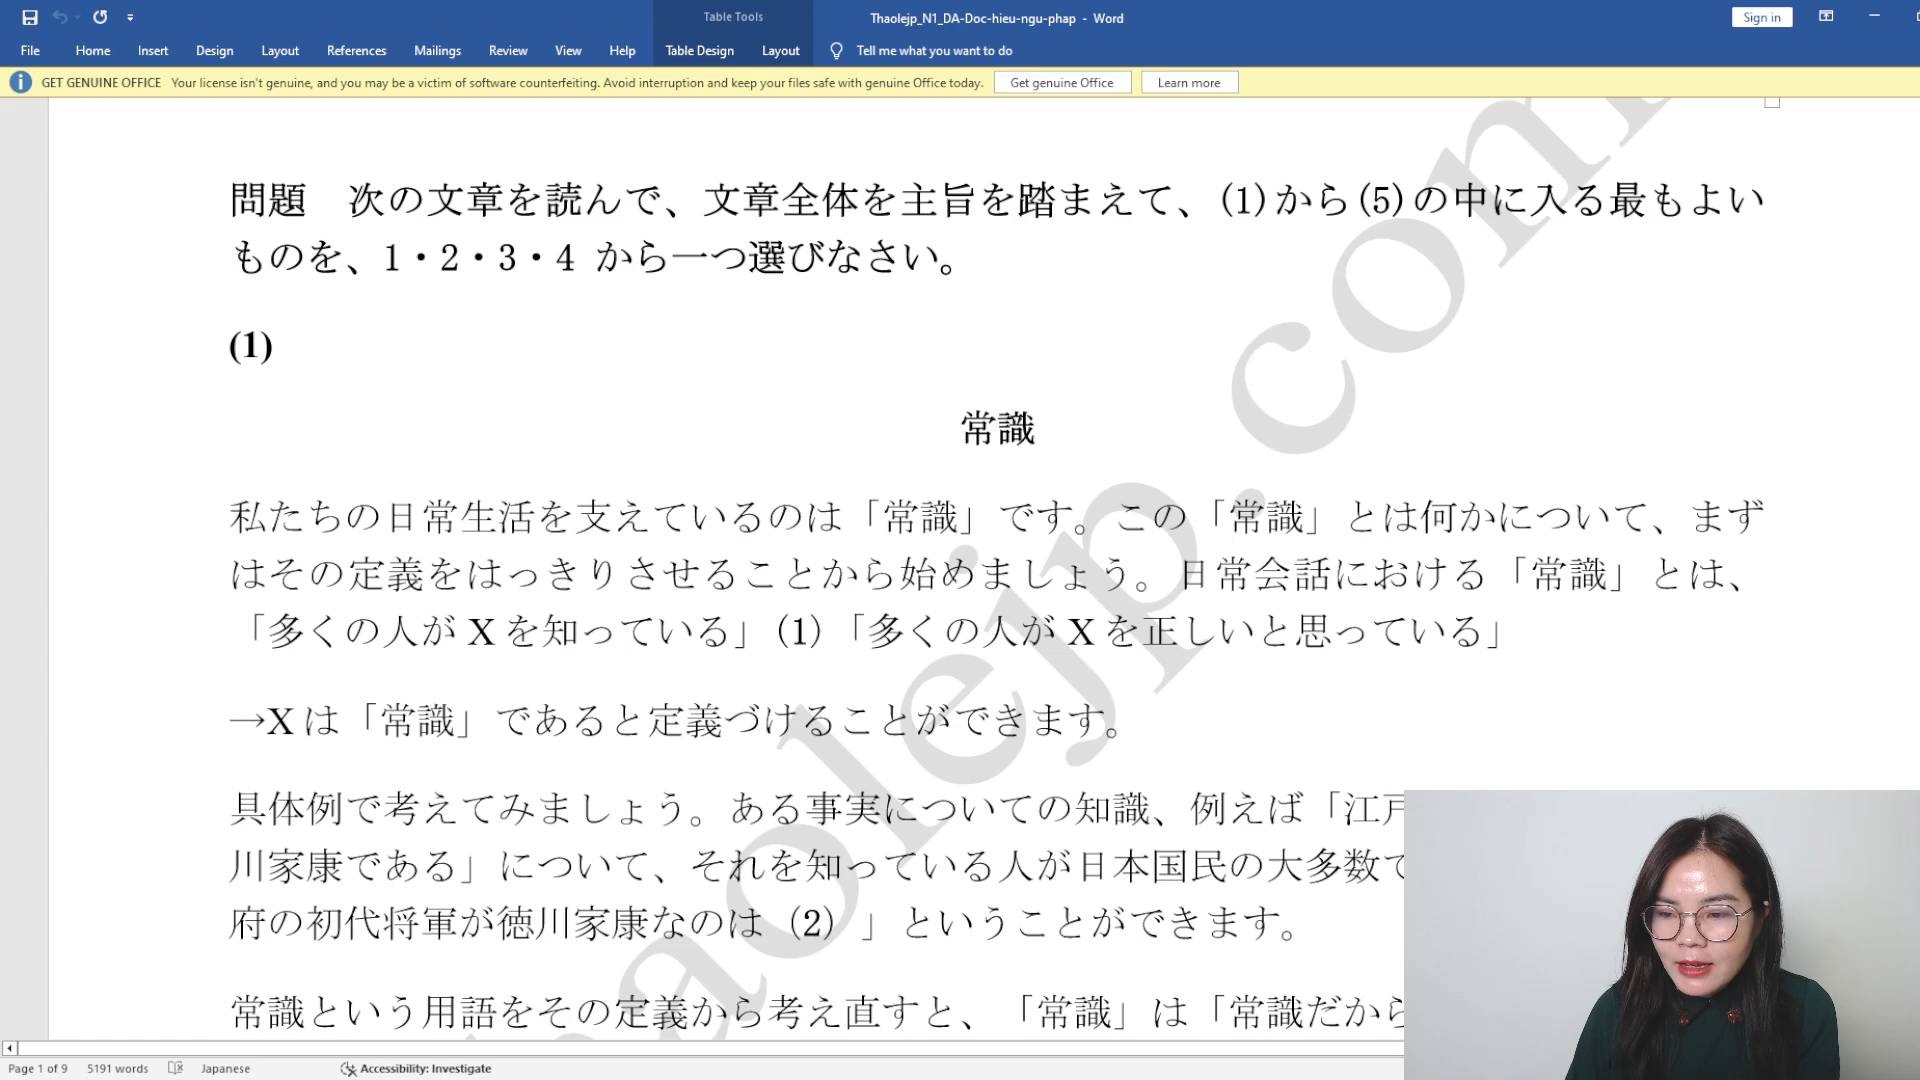 Table Tools
Thaolejp_N1_DA-Doc-hieu-ngu-phap - Word
Sign in
File Home Insert Design Layout References Mailings Review View Help Table Design Layout Tell me what you want to do
GET GENUINE OFFICE Your license isn't genuine, and you may be a victim of software counterfeiting. Avoid interruption and keep your files safe with genuine Office today. Get genuine Office Learn more
問題　次の文章を読んで、文章全体を主旨を踏まえて、(1)から(5)の中に入る最もよい
ものを、1・2・3・4 から一つ選びなさい。
(1)
常識
私たちの日常生活を支えているのは「常識」です。この「常識」とは何かについて、まず
はその定義をはっきりさせることから始めましょう。日常会話における「常識」とは、
「多くの人が X を知っている」(1)「多くの人が X を正しいと思っている」
→X は「常識」であると定義づけることができます。
具体例で考えてみましょう。ある事実についての知識、例えば「江戸
川家康である」について、それを知っている人が日本国民の大多数で
府の初代将軍が徳川家康なのは（2）」ということができます。
常識という用語をその定義から考え直すと、「常識」は「常識だから
aolejp.com
Page 1 of 9 5191 words Japanese Accessibility: Investigate